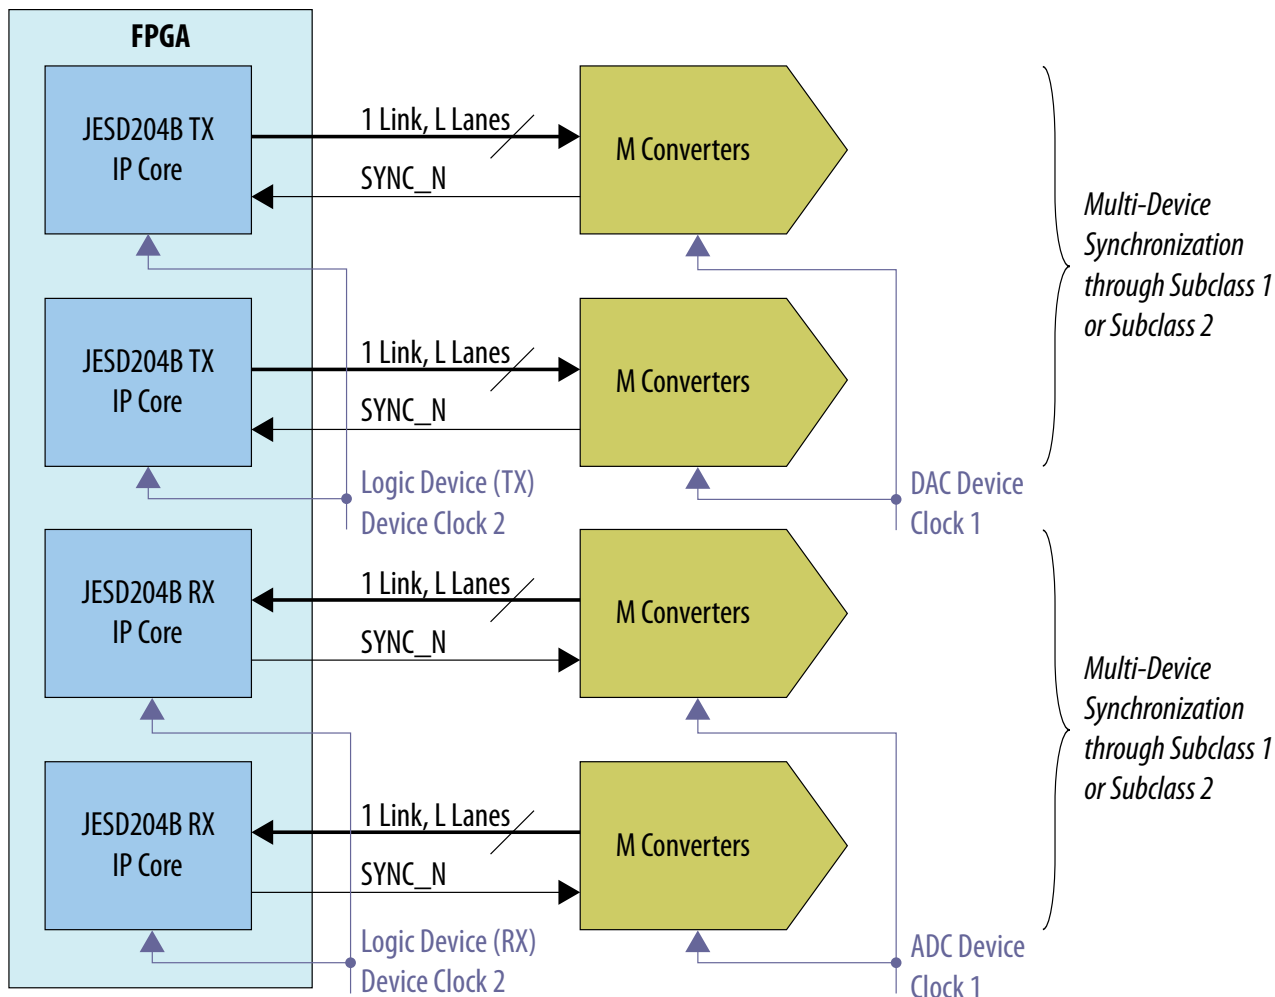 FPGA
JESD204B TX
IP Core
1 Link, L Lanes
SYNC_N
M Converters
Multi-Device
Synchronization
through Subclass 1
or Subclass 2
JESD204B TX
IP Core
1 Link, L Lanes
SYNC_N
M Converters
Logic Device (TX)
Device Clock 2
DAC Device
Clock 1
JESD204B RX
IP Core
1 Link, L Lanes
SYNC_N
M Converters
Multi-Device
Synchronization
through Subclass 1
or Subclass 2
JESD204B RX
IP Core
1 Link, L Lanes
SYNC_N
M Converters
Logic Device (RX)
Device Clock 2
ADC Device
Clock 1